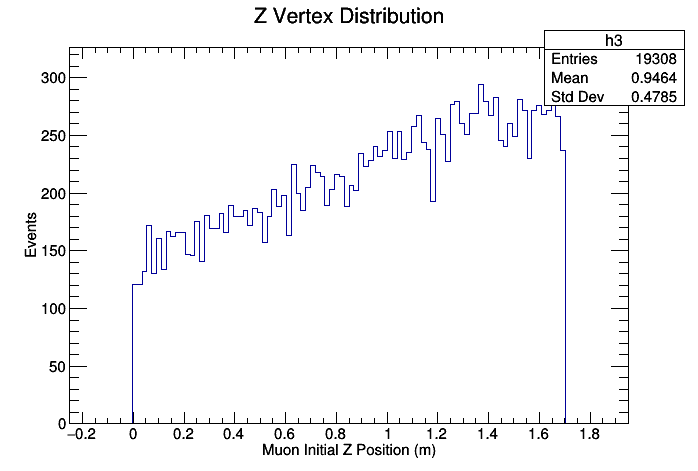 Z Vertex Distribution
h3
Entries 19308
Mean 0.9464
Std Dev 0.4785
Events
300
250
200
150
100
50
0
−0.2 0 0.2 0.4 0.6 0.8 1 1.2 1.4 1.6 1.8
Muon Initial Z Position (m)